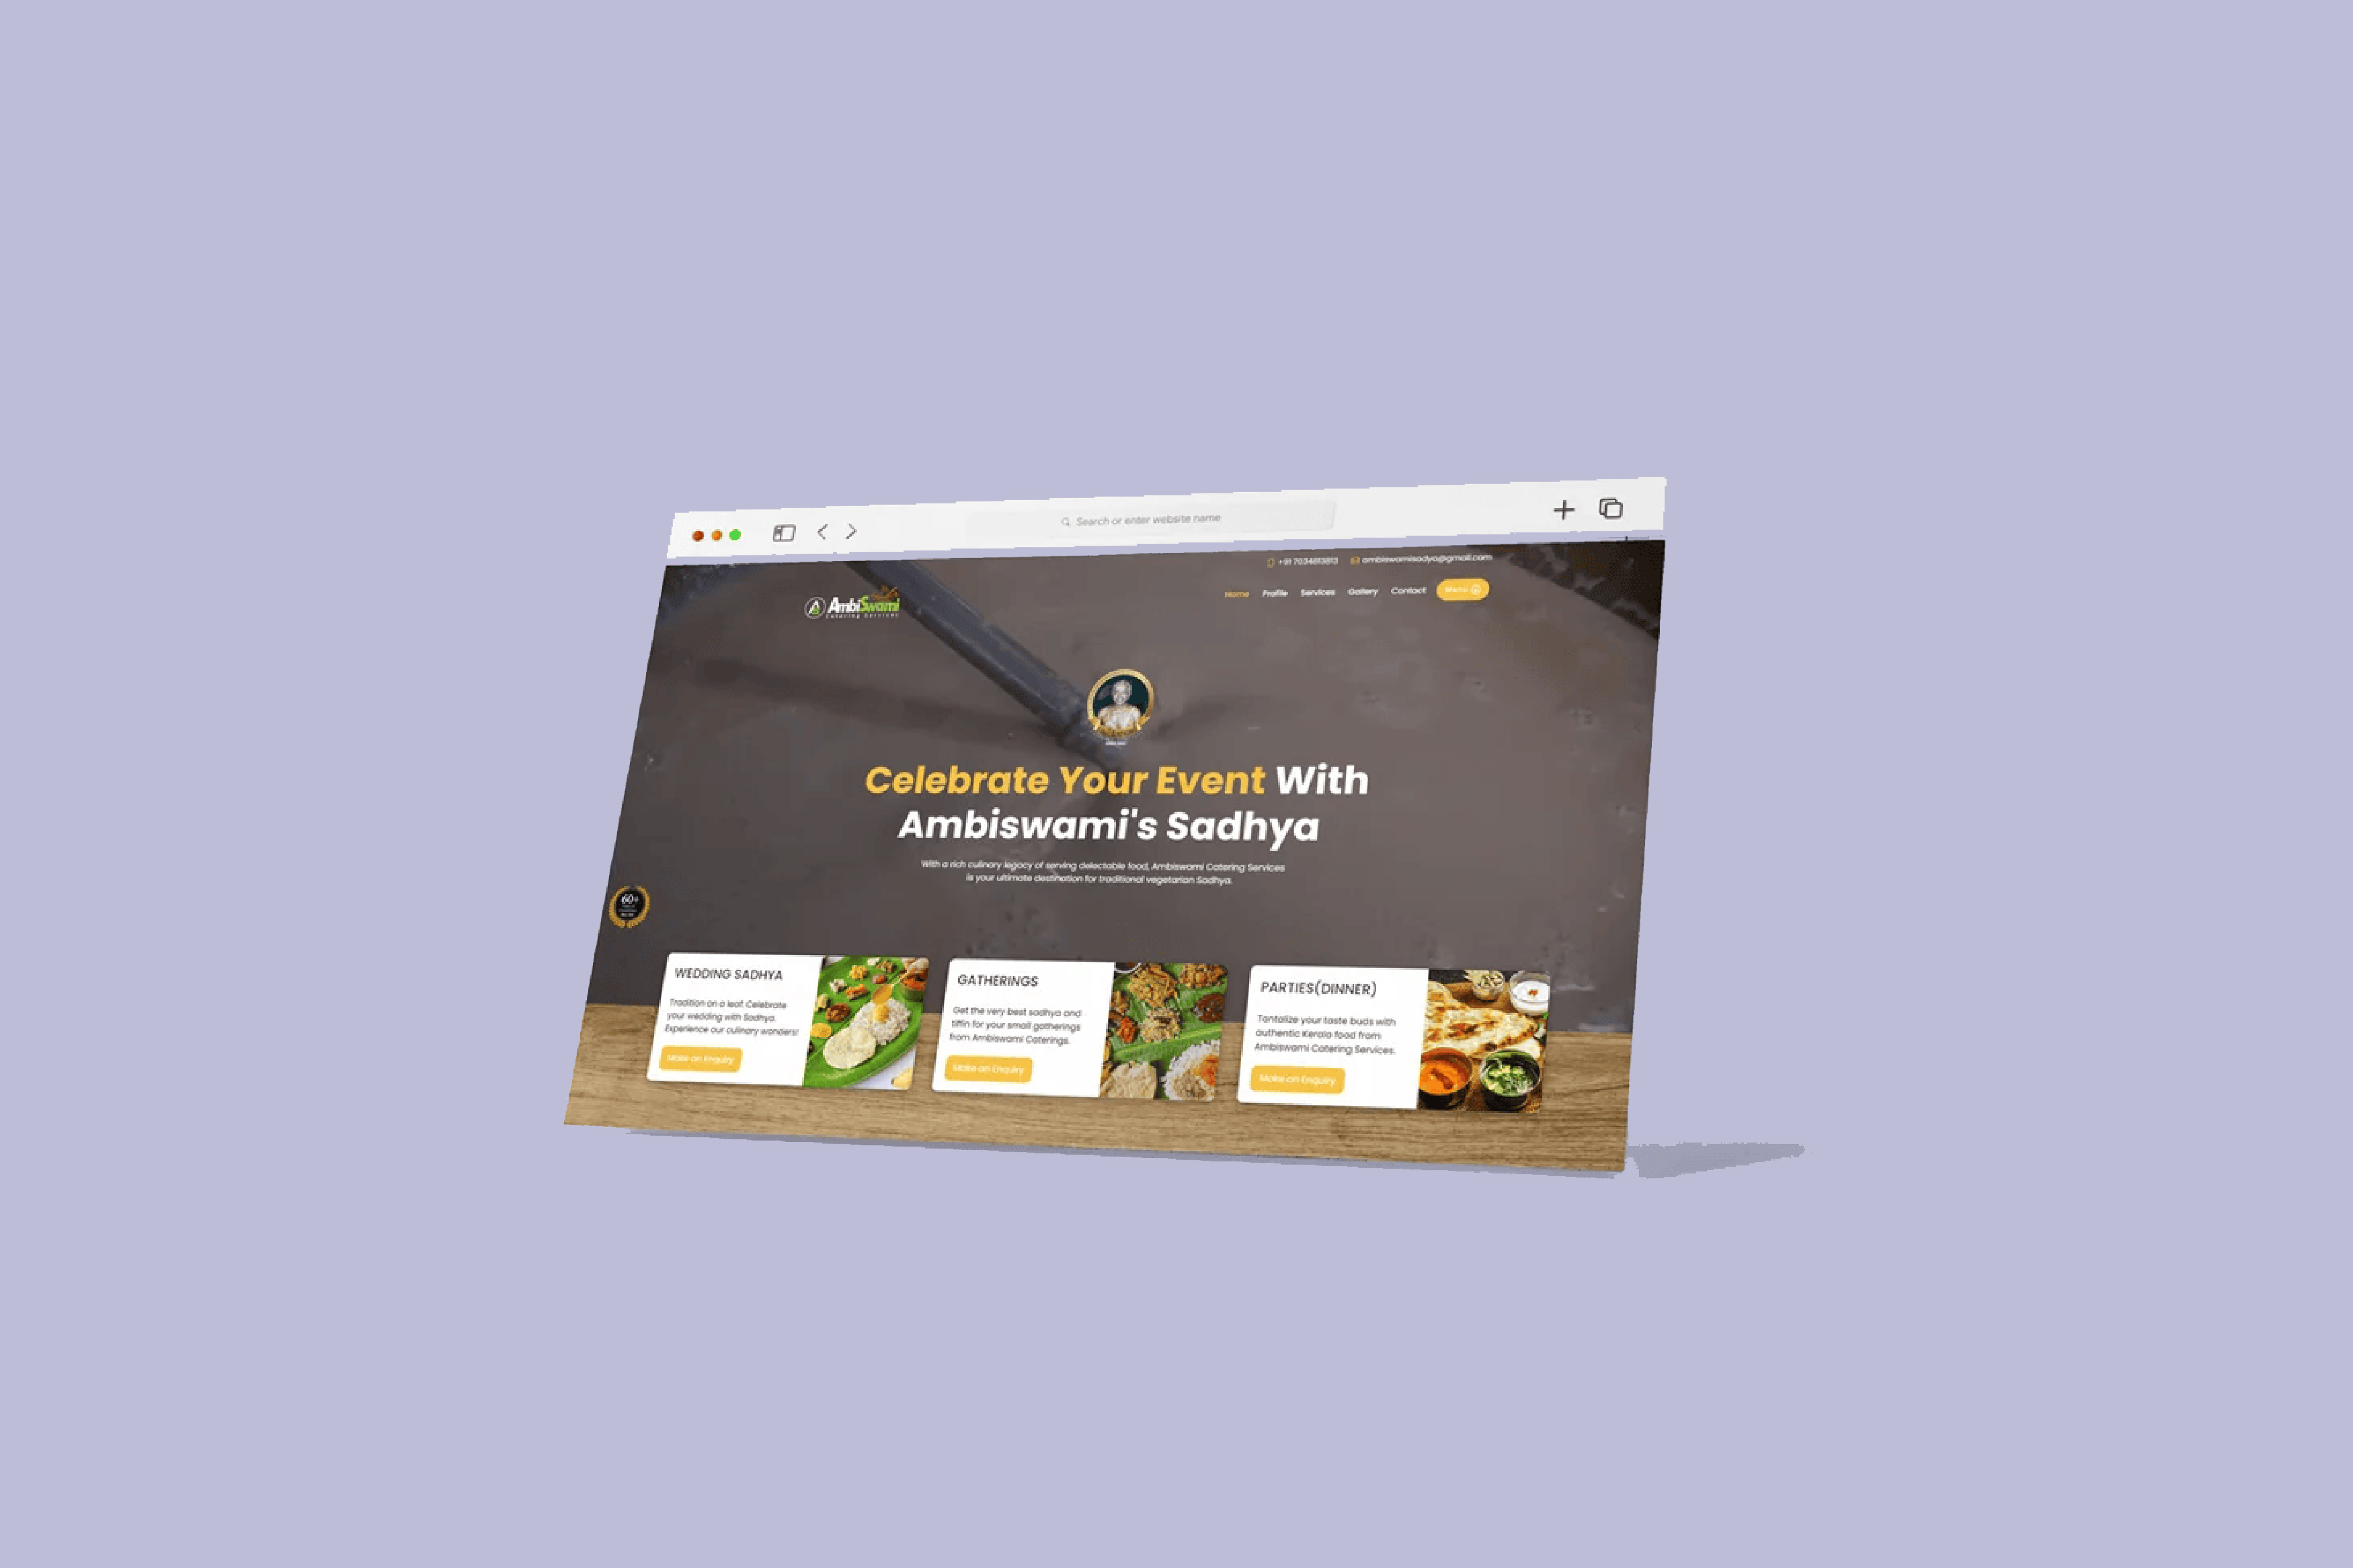 Search or enter website name
+91 7034813813 ambiswamisadya@gmail.com
AmbiSwami
Catering Services
Home Profile Services Gallery Contact Menu
Celebrate Your Event With
Ambiswami's Sadhya
With a rich culinary legacy of serving delectable food, Ambiswami Catering Services
is your ultimate destination for traditional vegetarian Sadhya.
60+
WEDDING SADHYA
Tradition on a leaf: Celebrate
your wedding with Sadhya.
Experience our culinary wonders!
Make an Enquiry
GATHERINGS
Get the very best sadhya and
tiffin for your small gatherings
from Ambiswami Caterings.
Make an Enquiry
PARTIES(DINNER)
Tantalize your taste buds with
authentic Kerala food from
Ambiswami Catering Services.
Make an Enquiry